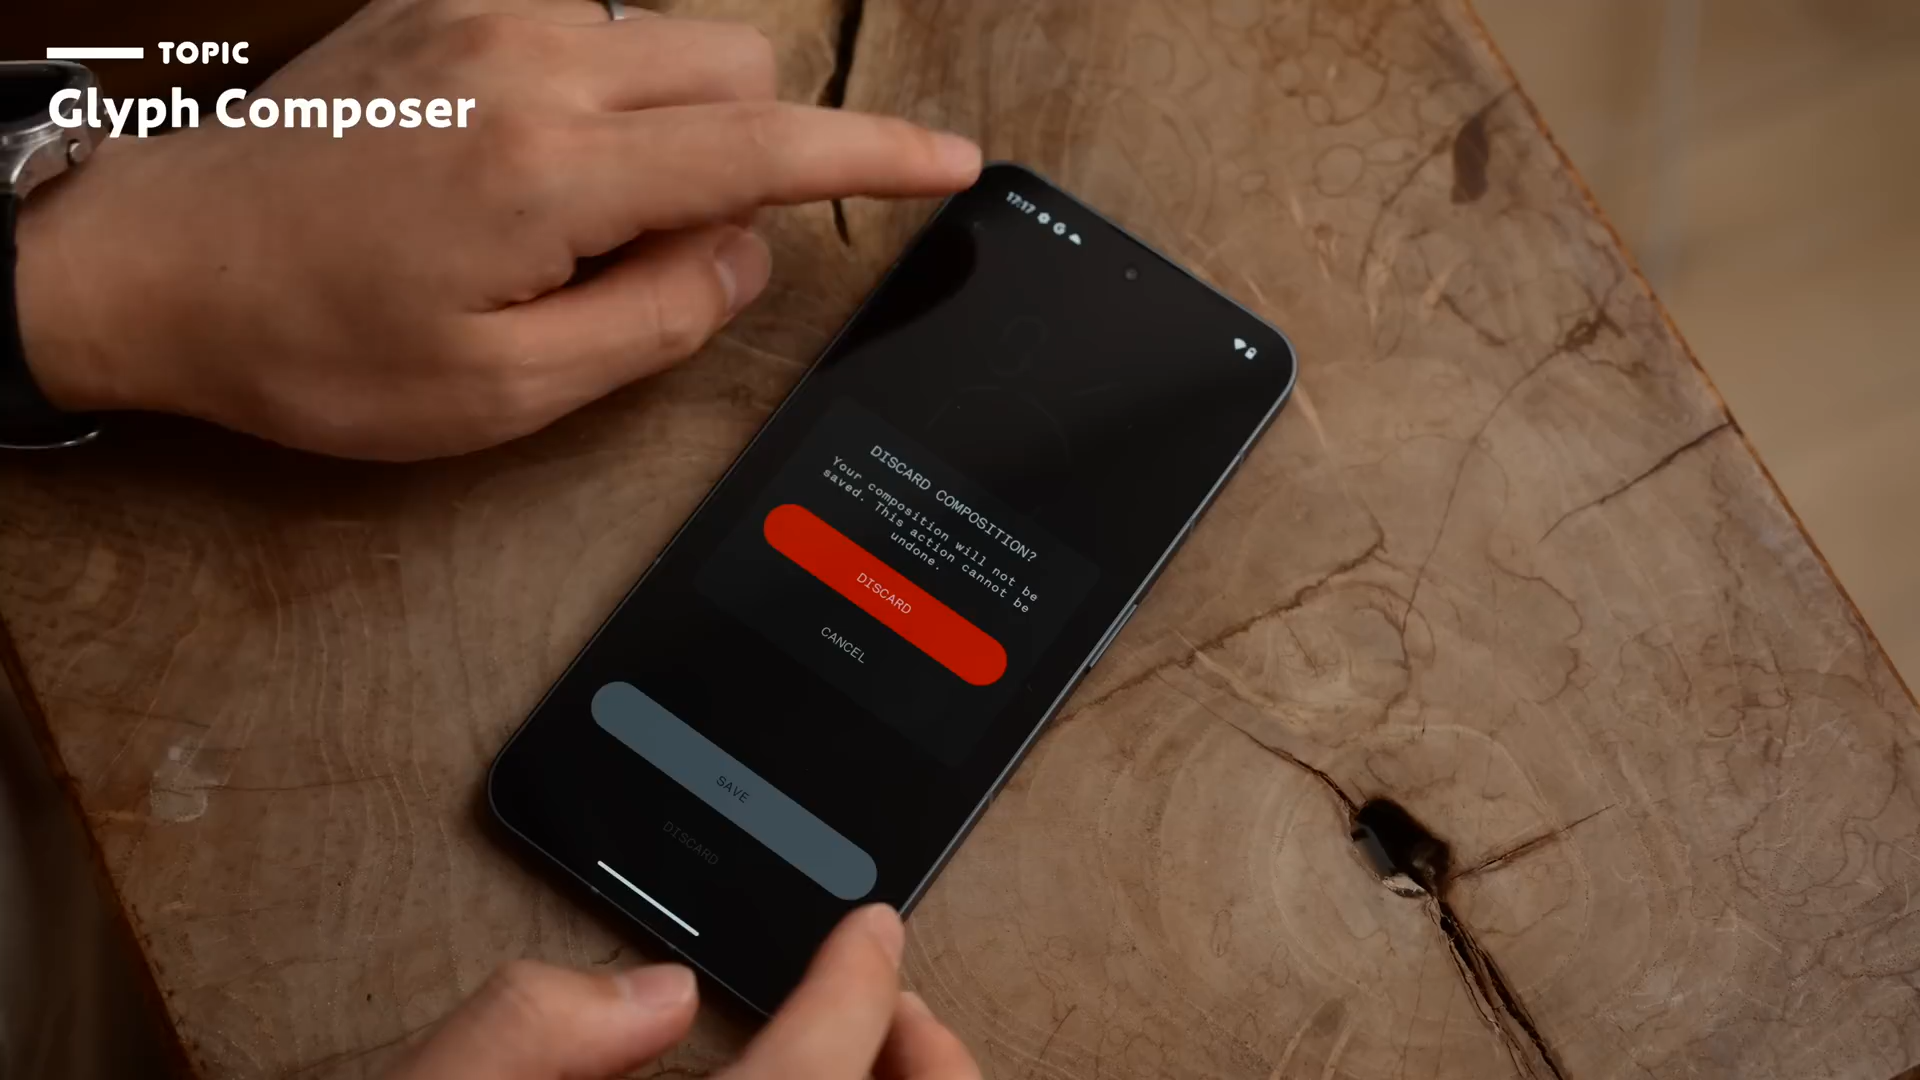 TOPIC
Glyph Composer
17:17
DISCARD COMPOSITION?
Your composition will not be
saved. This action cannot be
undone.
DISCARD
CANCEL
SAVE
DISCARD